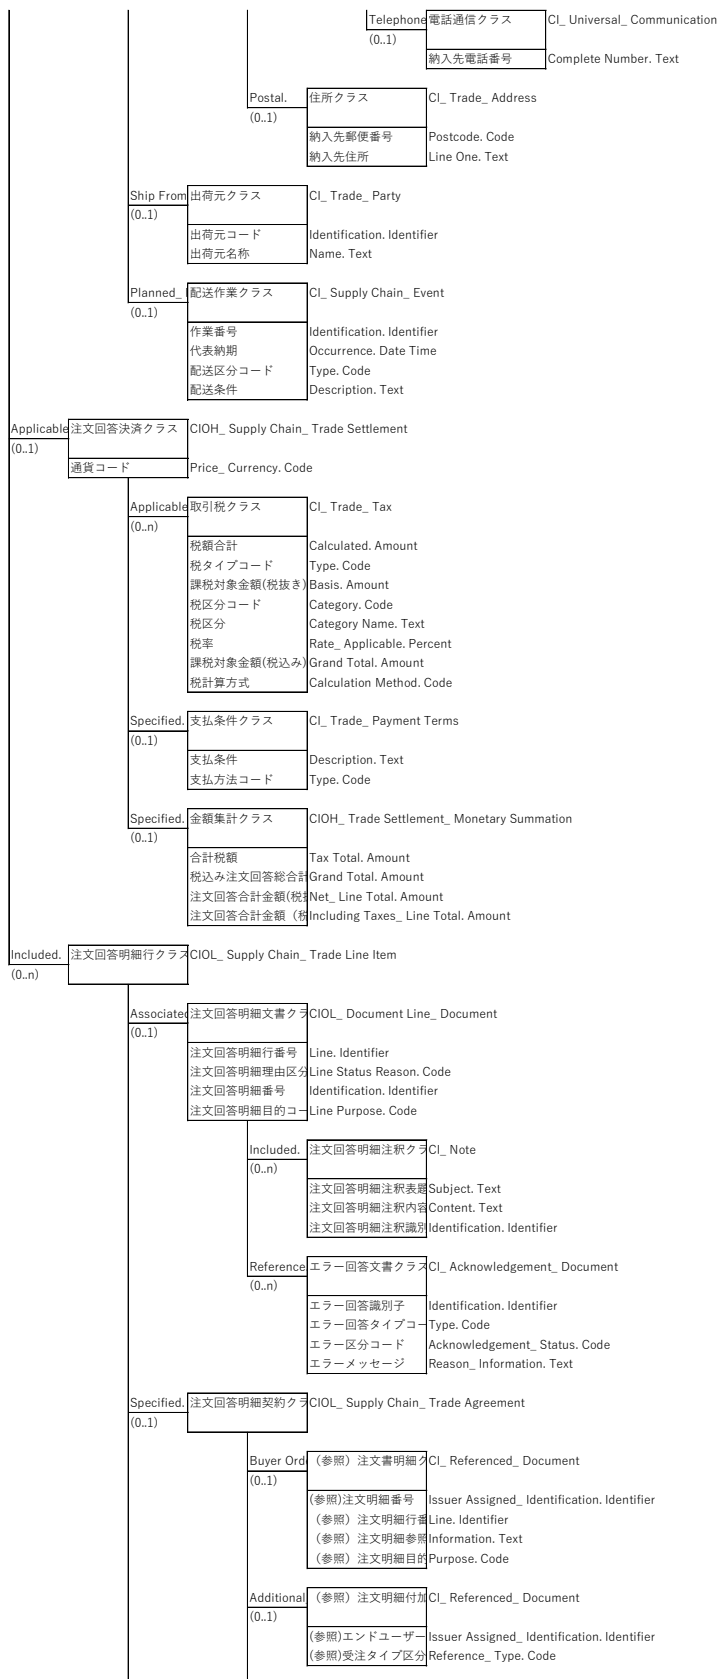 Telephone 電話通信クラス CI_ Universal_ Communication
(0..1)
納入先電話番号 Complete Number. Text
Postal. 住所クラス CI_ Trade_ Address
(0..1)
納入先郵便番号 Postcode. Code
納入先住所 Line One. Text
Ship From 出荷元クラス CI_ Trade_ Party
(0..1)
出荷元コード Identification. Identifier
出荷元名称 Name. Text
Planned_ 配送作業クラス CI_ Supply Chain_ Event
(0..1)
作業番号 Identification. Identifier
代表納期 Occurrence. Date Time
配送区分コード Type. Code
配送条件 Description. Text
Applicable 注文回答決済クラス CIOH_ Supply Chain_ Trade Settlement
(0..1)
通貨コード Price_ Currency. Code
Applicable 取引税クラス CI_ Trade_ Tax
(0..n)
税額合計 Calculated. Amount
税タイプコード Type. Code
課税対象金額(税抜き) Basis. Amount
税区分コード Category. Code
税区分 Category Name. Text
税率 Rate_ Applicable. Percent
課税対象金額(税込み) Grand Total. Amount
税計算方式 Calculation Method. Code
Specified. 支払条件クラス CI_ Trade_ Payment Terms
(0..1)
支払条件 Description. Text
支払方法コード Type. Code
Specified. 金額集計クラス CIOH_ Trade Settlement_ Monetary Summation
(0..1)
合計税額 Tax Total. Amount
税込み注文回答総合計 Grand Total. Amount
注文回答合計金額(税 Net_ Line Total. Amount
注文回答合計金額（税 Including Taxes_ Line Total. Amount
Included. 注文回答明細行クラス CIOL_ Supply Chain_ Trade Line Item
(0..n)
Associated 注文回答明細文書クラ CIOL_ Document Line_ Document
(0..1)
注文回答明細行番号 Line. Identifier
注文回答明細理由区分 Line Status Reason. Code
注文回答明細番号 Identification. Identifier
注文回答明細目的コー Line Purpose. Code
Included. 注文回答明細注釈クラ CI_ Note
(0..n)
注文回答明細注釈表題 Subject. Text
注文回答明細注釈内容 Content. Text
注文回答明細注釈識別 Identification. Identifier
Reference エラー回答文書クラス CI_ Acknowledgement_ Document
(0..n)
エラー回答識別子 Identification. Identifier
エラー回答タイプコー Type. Code
エラー区分コード Acknowledgement_ Status. Code
エラーメッセージ Reason_ Information. Text
Specified. 注文回答明細契約クラ CIOL_ Supply Chain_ Trade Agreement
(0..1)
Buyer Ord （参照）注文書明細ク CI_ Referenced_ Document
(0..1)
(参照)注文明細番号 Issuer Assigned_ Identification. Identifier
（参照）注文明細行番 Line. Identifier
（参照）注文明細参照 Information. Text
（参照）注文明細目的 Purpose. Code
Additional （参照）注文明細付加 CI_ Referenced_ Document
(0..1)
(参照)エンドユーザー Issuer Assigned_ Identification. Identifier
(参照)受注タイプ区分 Reference_ Type. Code